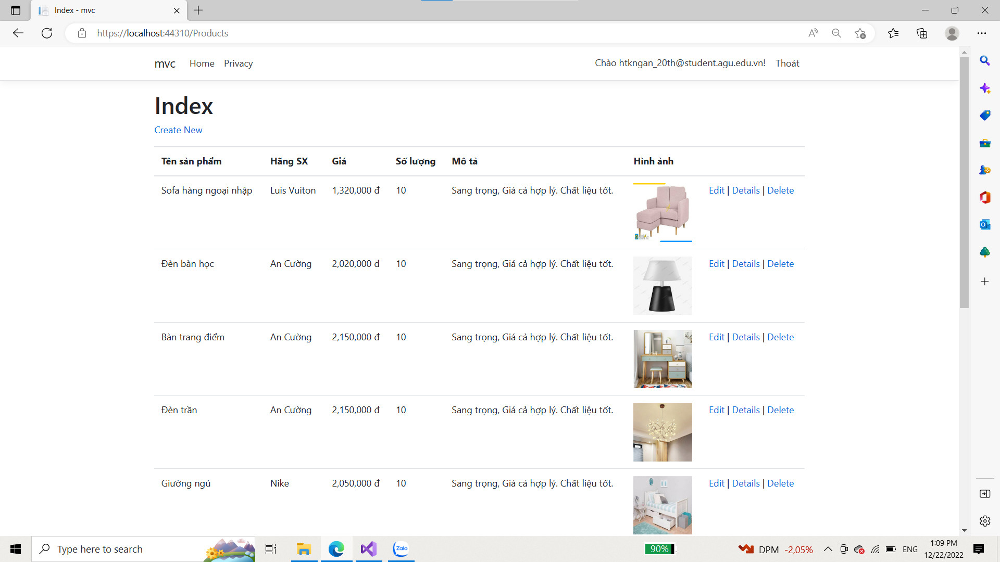 Index - mvc
https://localhost:44310/Products
mvc Home Privacy Chào htkngan_20th@student.agu.edu.vn! Thoát
Index
Create New
Tên sản phẩm Hãng SX Giá Số lượng Mô tả Hình ảnh
Sofa hàng ngoại nhập Luis Vuiton 1,320,000 đ 10 Sang trọng, Giá cả hợp lý. Chất liệu tốt. Edit | Details | Delete
Đèn bàn học An Cường 2,020,000 đ 10 Sang trọng, Giá cả hợp lý. Chất liệu tốt. Edit | Details | Delete
Bàn trang điểm An Cường 2,150,000 đ 10 Sang trọng, Giá cả hợp lý. Chất liệu tốt. Edit | Details | Delete
Đèn trần An Cường 2,150,000 đ 10 Sang trọng, Giá cả hợp lý. Chất liệu tốt. Edit | Details | Delete
Giường ngủ Nike 2,050,000 đ 10 Sang trọng, Giá cả hợp lý. Chất liệu tốt. Edit | Details | Delete
Type here to search Zalo 90% DPM -2,05% ENG 1:09 PM
12/22/2022